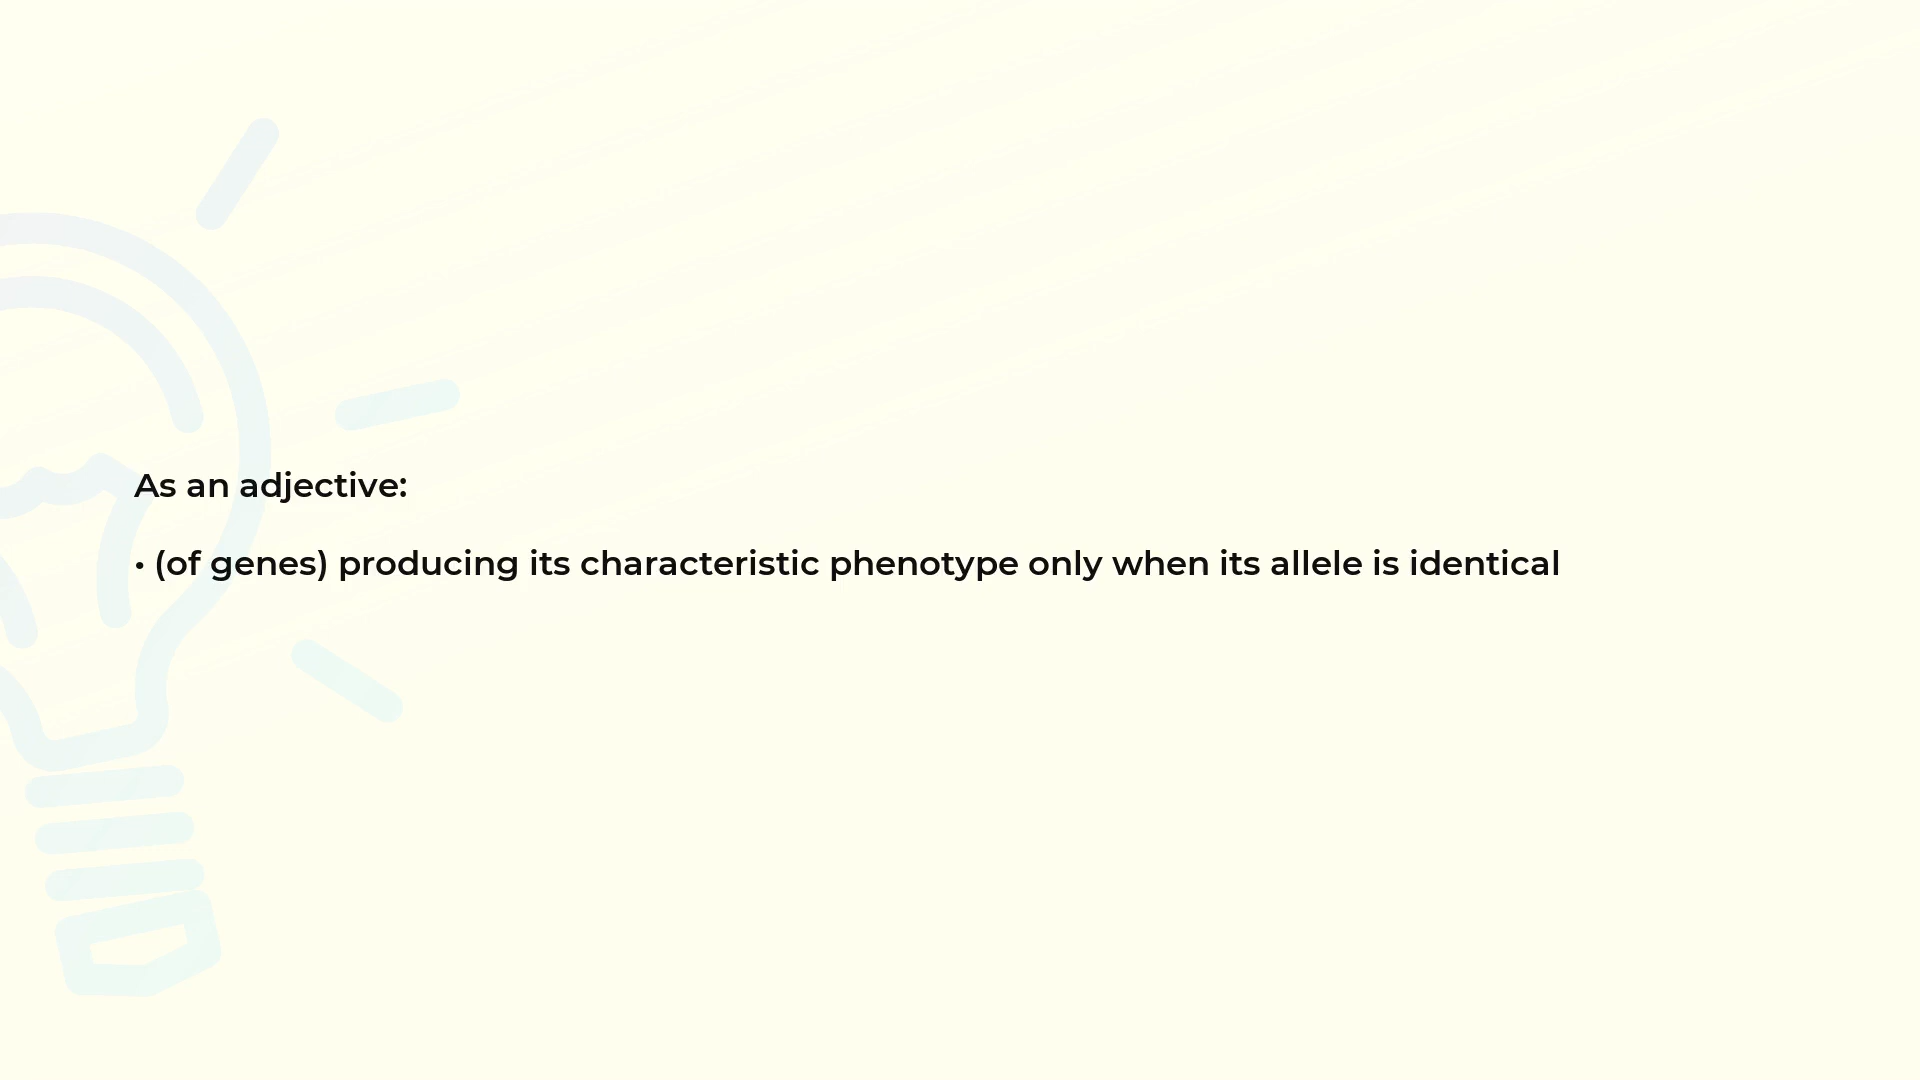 As an adjective:
• (of genes) producing its characteristic phenotype only when its allele is identical